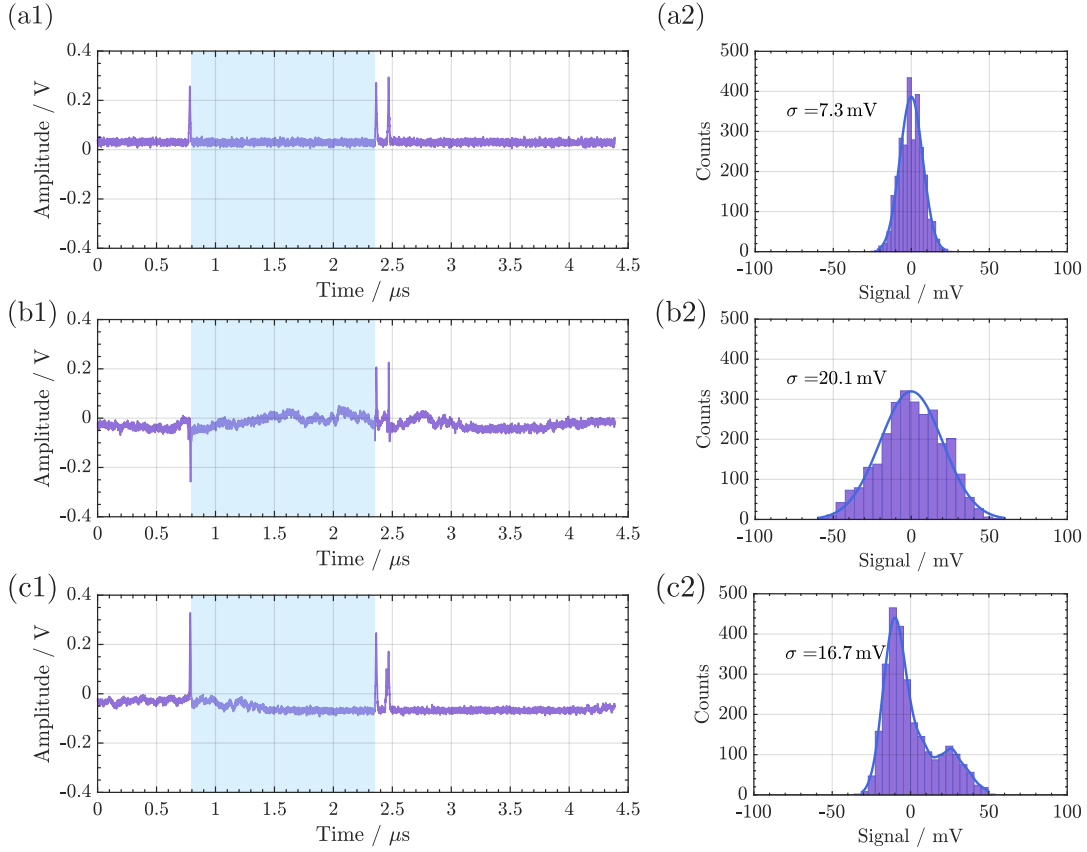 (a1)
0.4
0.2
0
-0.2
-0.4
Amplitude / V
0 0.5 1 1.5 2 2.5 3 3.5 4 4.5
Time / μs
(a2)
500
400
300
200
100
0
Counts
σ =7.3 mV
-100 -50 0 50 100
Signal / mV
(b1)
0.4
0.2
0
-0.2
-0.4
Amplitude / V
0 0.5 1 1.5 2 2.5 3 3.5 4 4.5
Time / μs
(b2)
500
400
300
200
100
0
Counts
σ =20.1 mV
-100 -50 0 50 100
Signal / mV
(c1)
0.4
0.2
0
-0.2
-0.4
Amplitude / V
0 0.5 1 1.5 2 2.5 3 3.5 4 4.5
Time / μs
(c2)
500
400
300
200
100
0
Counts
σ =16.7 mV
-100 -50 0 50 100
Signal / mV